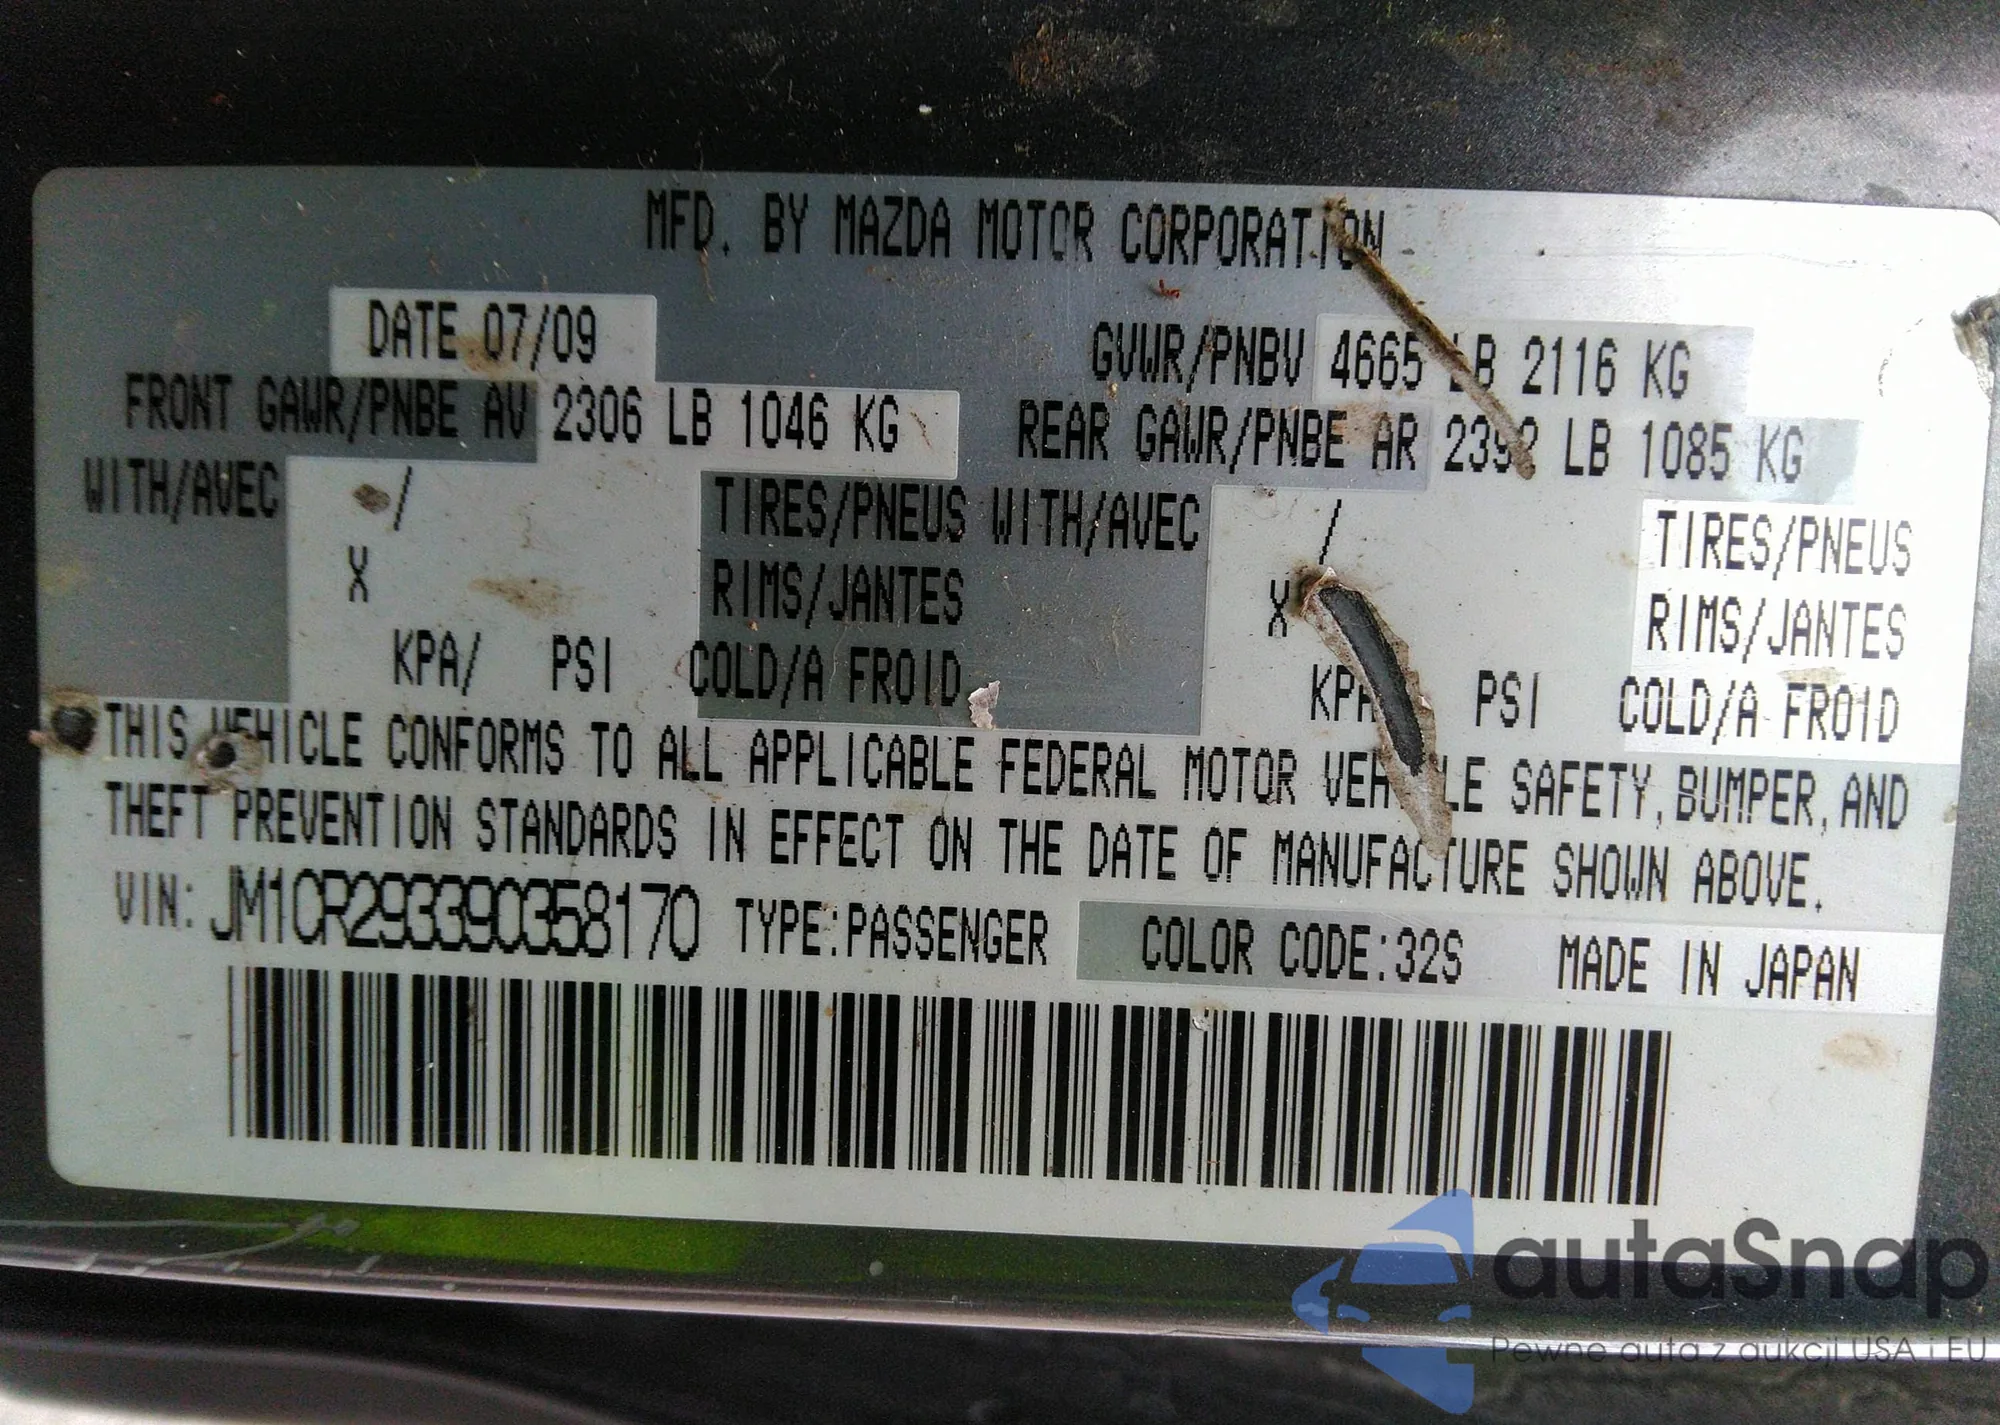 MFD. BY MAZDA MOTOR CORPORATION
DATE 07/09
GVWR/PNBV 4665 LB 2116 KG
FRONT GAWR/PNBE AV 2306 LB 1046 KG
REAR GAWR/PNBE AR 2392 LB 1085 KG
WITH/AVEC / TIRES/PNEUS WITH/AVEC / TIRES/PNEUS
X RIMS/JANTES X RIMS/JANTES
KPA/ PSI COLD/A FROID KPA PSI COLD/A FROID
THIS VEHICLE CONFORMS TO ALL APPLICABLE FEDERAL MOTOR VEHICLE SAFETY, BUMPER, AND
THEFT PREVENTION STANDARDS IN EFFECT ON THE DATE OF MANUFACTURE SHOWN ABOVE.
VIN: JM1CR293390358170 TYPE:PASSENGER COLOR CODE:32S MADE IN JAPAN
autaSnap
Pewne auta z aukcji USA i EU